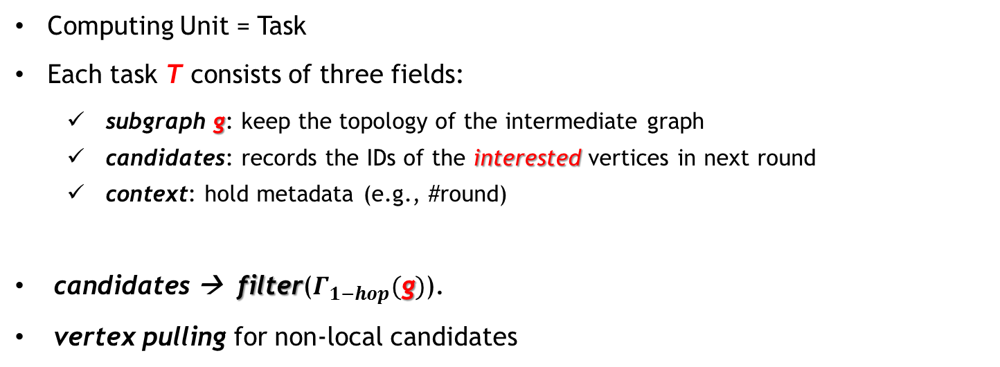 • Computing Unit = Task
• Each task T consists of three fields:
✓ subgraph g: keep the topology of the intermediate graph
✓ candidates: records the IDs of the interested vertices in next round
✓ context: hold metadata (e.g., #round)
• candidates → filter(Γ₁₋ₕₒₚ(g)).
• vertex pulling for non-local candidates